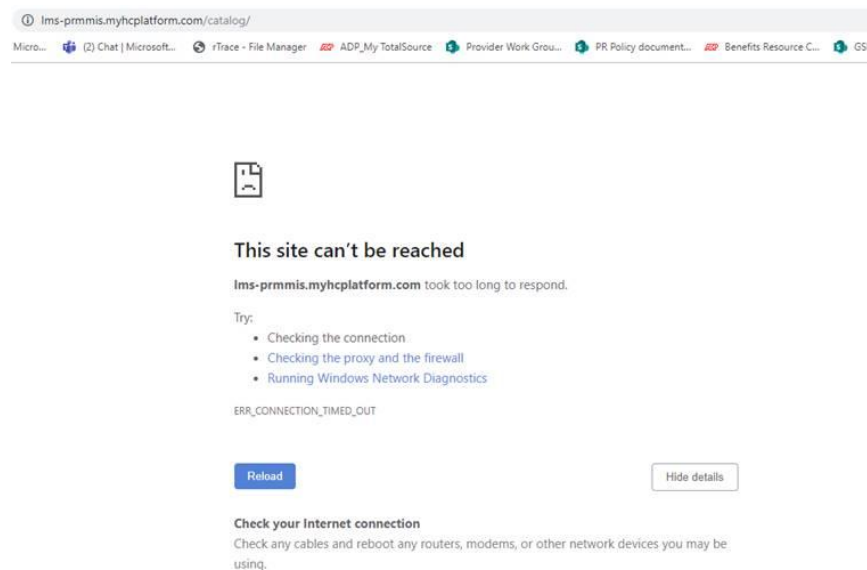 lms-prmmis.myhcplatform.com/catalog/
Micro... (2) Chat | Microsoft... rTrace - File Manager ADP_My TotalSource Provider Work Grou... PR Policy document... Benefits Resource C... GS
This site can't be reached
lms-prmmis.myhcplatform.com took too long to respond.
Try:
• Checking the connection
• Checking the proxy and the firewall
• Running Windows Network Diagnostics
ERR_CONNECTION_TIMED_OUT
Reload Hide details
Check your Internet connection
Check any cables and reboot any routers, modems, or other network devices you may be
using.